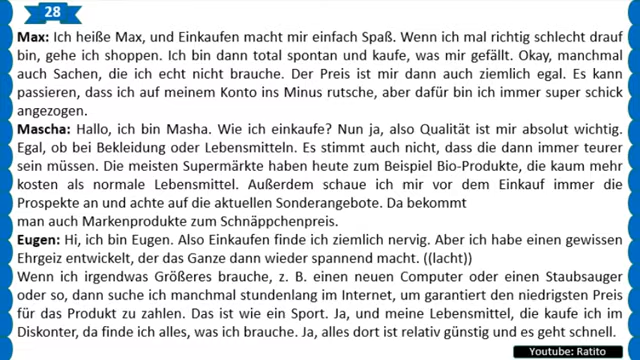 28
Max: Ich heiße Max, und Einkaufen macht mir einfach Spaß. Wenn ich mal richtig schlecht drauf
bin, gehe ich shoppen. Ich bin dann total spontan und kaufe, was mir gefällt. Okay, manchmal
auch Sachen, die ich echt nicht brauche. Der Preis ist mir dann auch ziemlich egal. Es kann
passieren, dass ich auf meinem Konto ins Minus rutsche, aber dafür bin ich immer super schick
angezogen.
Mascha: Hallo, ich bin Masha. Wie ich einkaufe? Nun ja, also Qualität ist mir absolut wichtig.
Egal, ob bei Bekleidung oder Lebensmitteln. Es stimmt auch nicht, dass die dann immer teurer
sein müssen. Die meisten Supermärkte haben heute zum Beispiel Bio-Produkte, die kaum mehr
kosten als normale Lebensmittel. Außerdem schaue ich mir vor dem Einkauf immer die
Prospekte an und achte auf die aktuellen Sonderangebote. Da bekommt
man auch Markenprodukte zum Schnäppchenpreis.
Eugen: Hi, ich bin Eugen. Also Einkaufen finde ich ziemlich nervig. Aber ich habe einen gewissen
Ehrgeiz entwickelt, der das Ganze dann wieder spannend macht. ((lacht))
Wenn ich irgendwas Größeres brauche, z. B. einen neuen Computer oder einen Staubsauger
oder so, dann suche ich manchmal stundenlang im Internet, um garantiert den niedrigsten Preis
für das Produkt zu zahlen. Das ist wie ein Sport. Ja, und meine Lebensmittel, die kaufe ich im
Diskonter, da finde ich alles, was ich brauche. Ja, alles dort ist relativ günstig und es geht schnell.
Youtube: Ratito